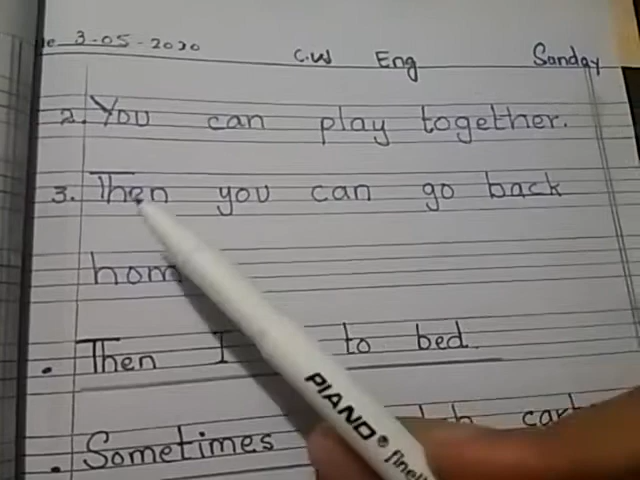 3-05-2020 C.W Eng Sunday
2. You can play together.
3. Then you can go back
hom
. Then I to bed.
. Sometimes
PIANO® fineli